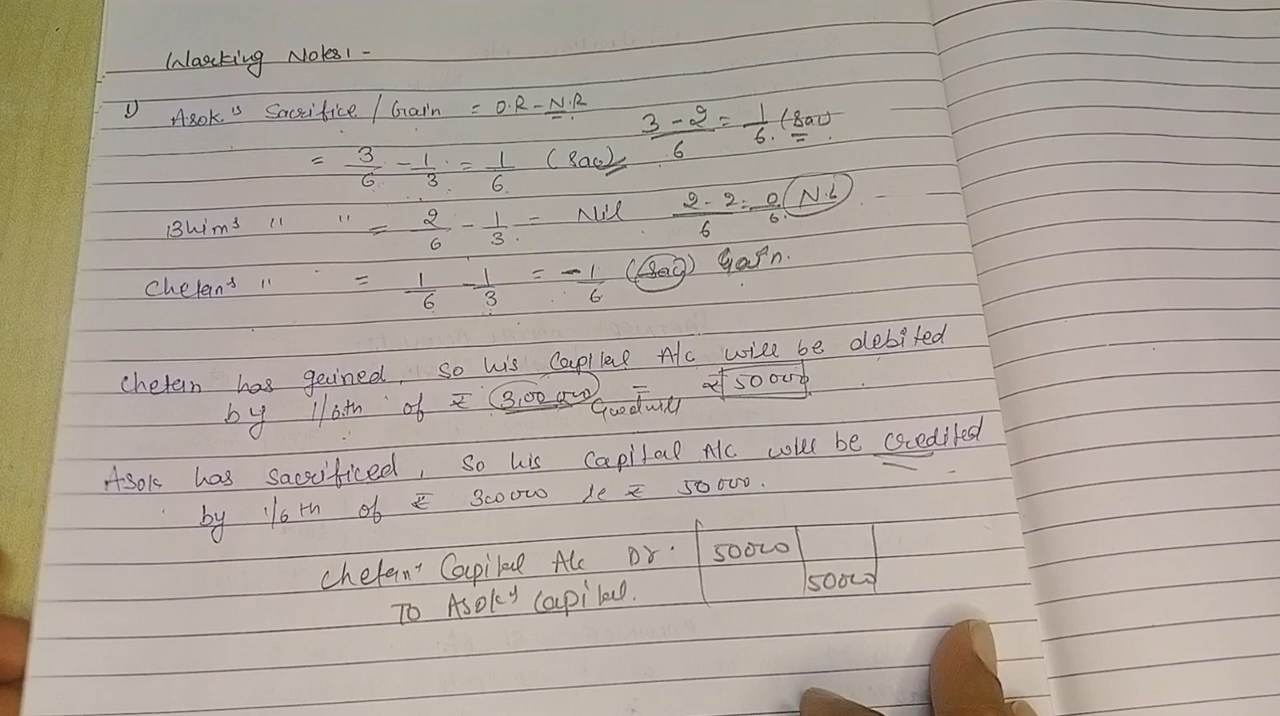 Working Notes:-
1) Asok's Sacrifice / Gain = O.R - N.R
= 3/6 - 1/3 = 1/6 (Sac) 3-2/6 = 1/6. (Sac)
Bhim's " " = 2/6 - 1/3. = Nil 2-2/6 = 0/6. (Nil)
Chetan's " = 1/6 - 1/3 = -1/6 (Sac) Gain.
Chetan has gained, so his Capital A/c will be debited
by 1/6th of ₹ 3,00,000 Goodwill = ₹ 50000
Asok has sacrificed, so his Capital A/c will be credited
by 1/6th of ₹ 300000 ie ₹ 50000.
Chetan's Capital A/c Dr. 50000
To Asok's Capital. 50000